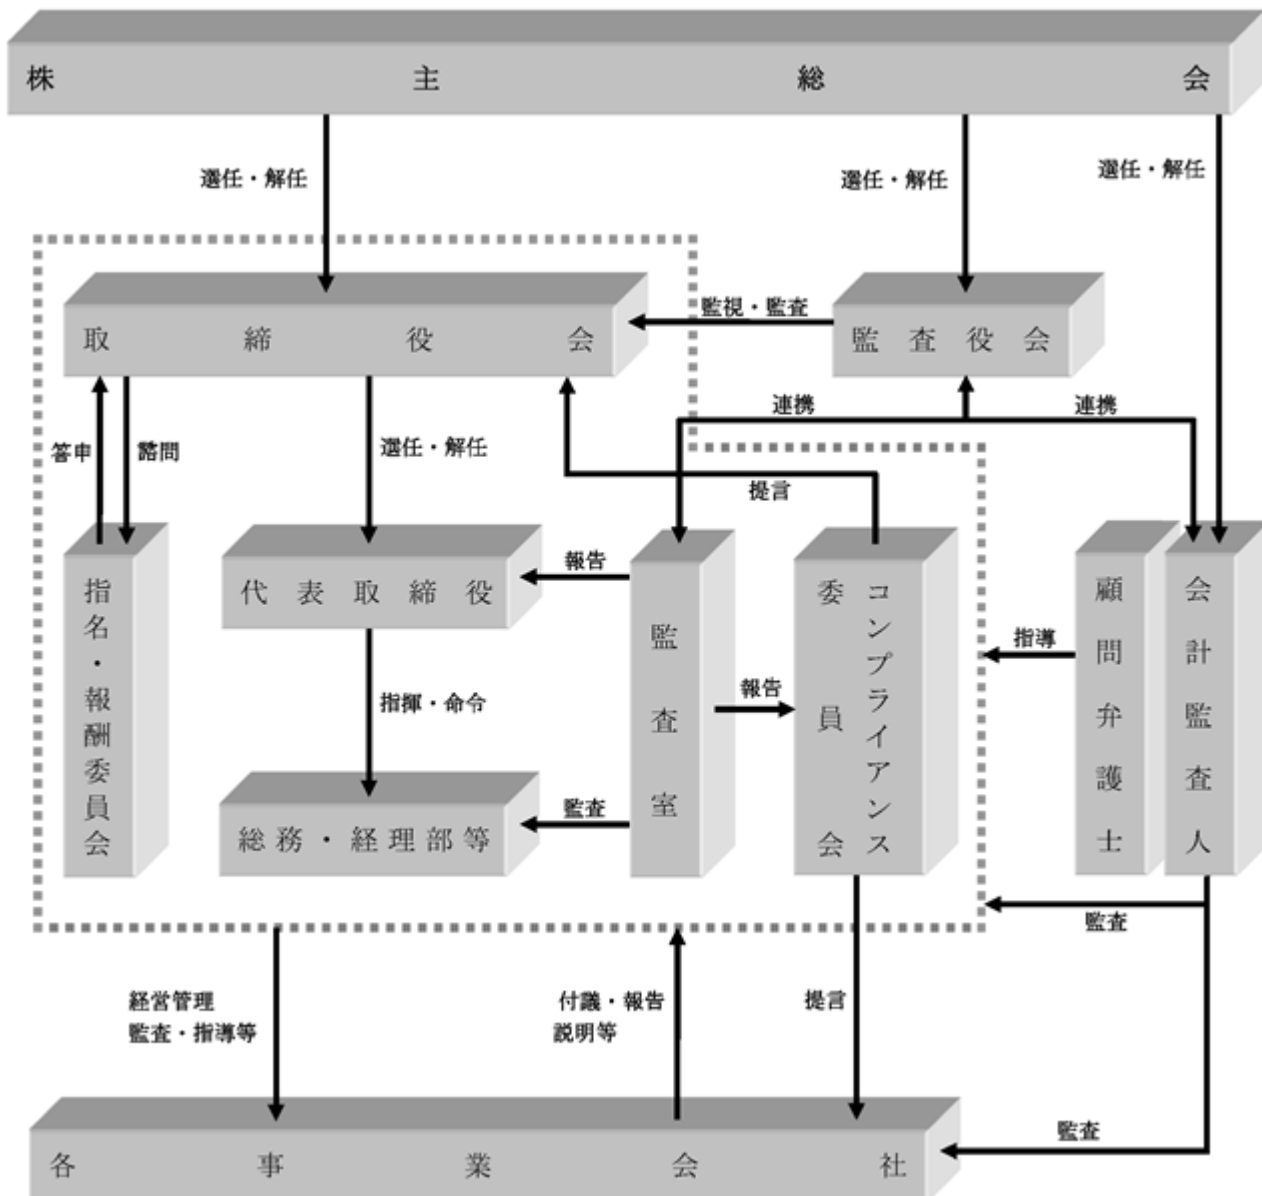 株主総会
選任・解任
選任・解任
選任・解任
取締役会
監視・監査
監査役会
連携
連携
答申
諮問
選任・解任
提言
代表取締役
報告
指名・報酬委員会
監査室
コンプライアンス
委員会
顧問弁護士
会計監査人
指導
指揮・命令
報告
総務・経理部等
監査
監査
経営管理
監査・指導等
付議・報告
説明等
提言
監査
各事業会社